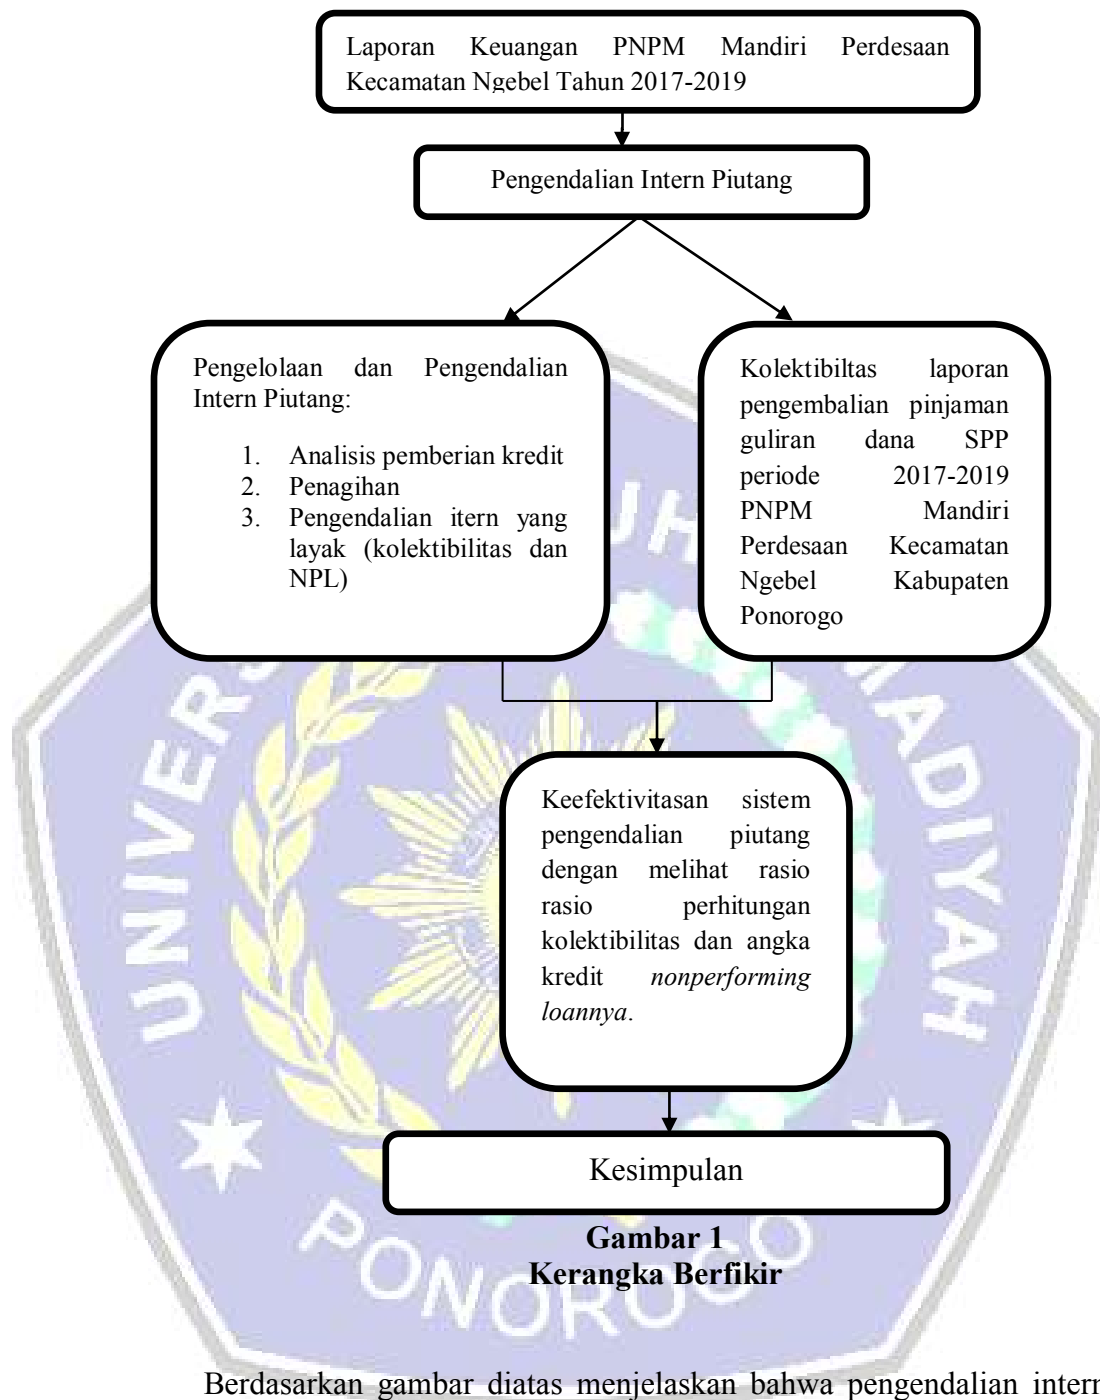 Laporan Keuangan PNPM Mandiri Perdesaan
Kecamatan Ngebel Tahun 2017-2019
Pengendalian Intern Piutang
Pengelolaan dan Pengendalian
Intern Piutang:
1. Analisis pemberian kredit
2. Penagihan
3. Pengendalian itern yang
layak (kolektibilitas dan
NPL)
Kolektibiltas laporan
pengembalian pinjaman
guliran dana SPP
periode 2017-2019
PNPM Mandiri
Perdesaan Kecamatan
Ngebel Kabupaten
Ponorogo
Keefektivitasan sistem
pengendalian piutang
dengan melihat rasio
rasio perhitungan
kolektibilitas dan angka
kredit nonperforming
loannya.
Kesimpulan
Gambar 1
Kerangka Berfikir
Berdasarkan gambar diatas menjelaskan bahwa pengendalian intern
PONOROGO